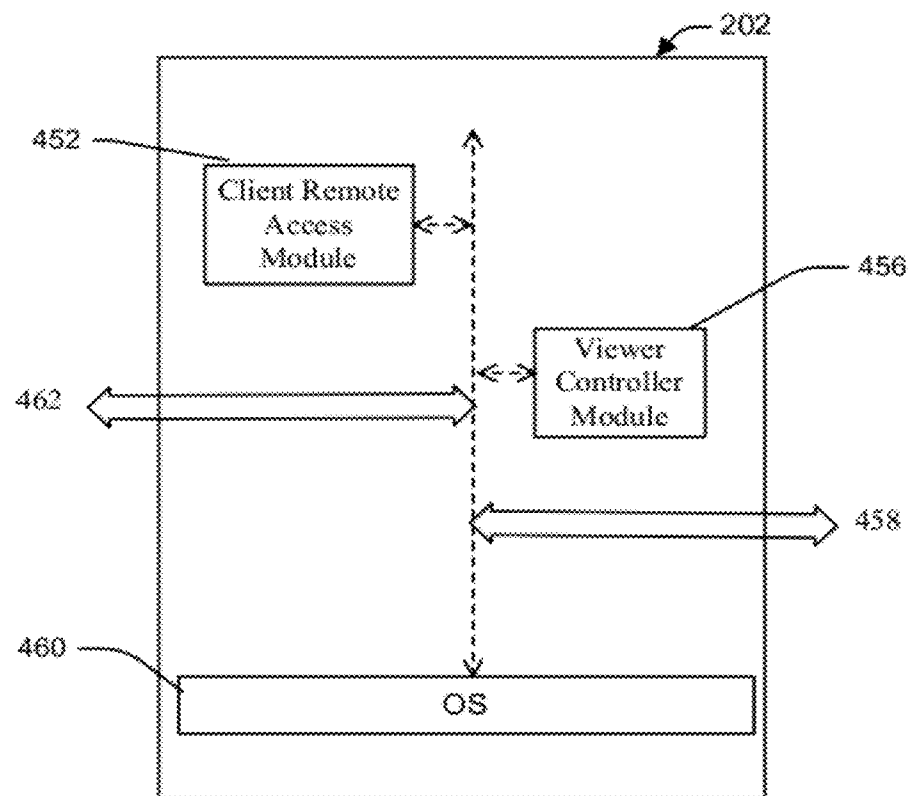 202
452
Client Remote
Access
Module
456
Viewer
Controller
Module
462
458
460
OS